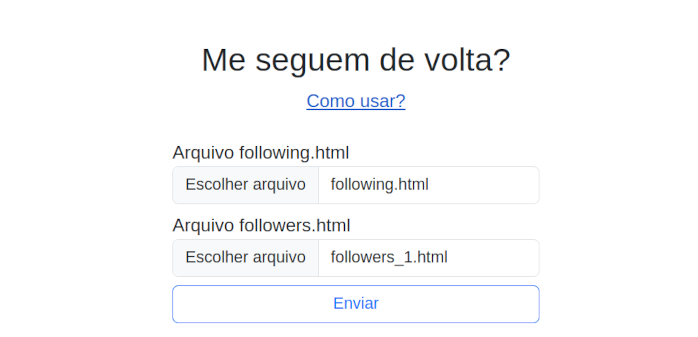 Me seguem de volta?
Como usar?
Arquivo following.html
Escolher arquivo following.html
Arquivo followers.html
Escolher arquivo followers_1.html
Enviar